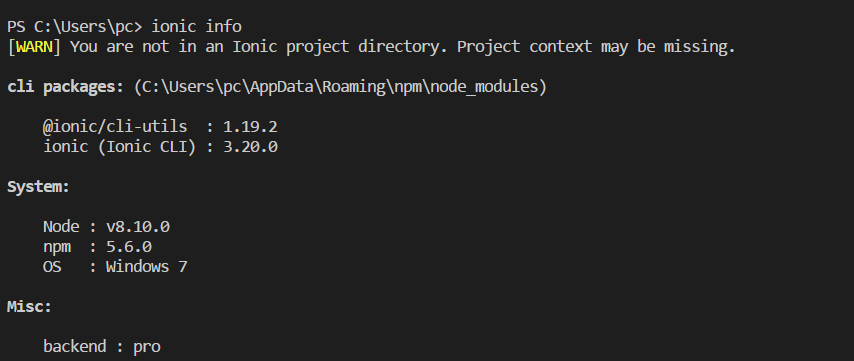 PS C:\Users\pc> ionic info
[WARN] You are not in an Ionic project directory. Project context may be missing.
cli packages: (C:\Users\pc\AppData\Roaming\npm\node_modules)
@ionic/cli-utils : 1.19.2
ionic (Ionic CLI) : 3.20.0
System:
Node : v8.10.0
npm : 5.6.0
OS : Windows 7
Misc:
backend : pro